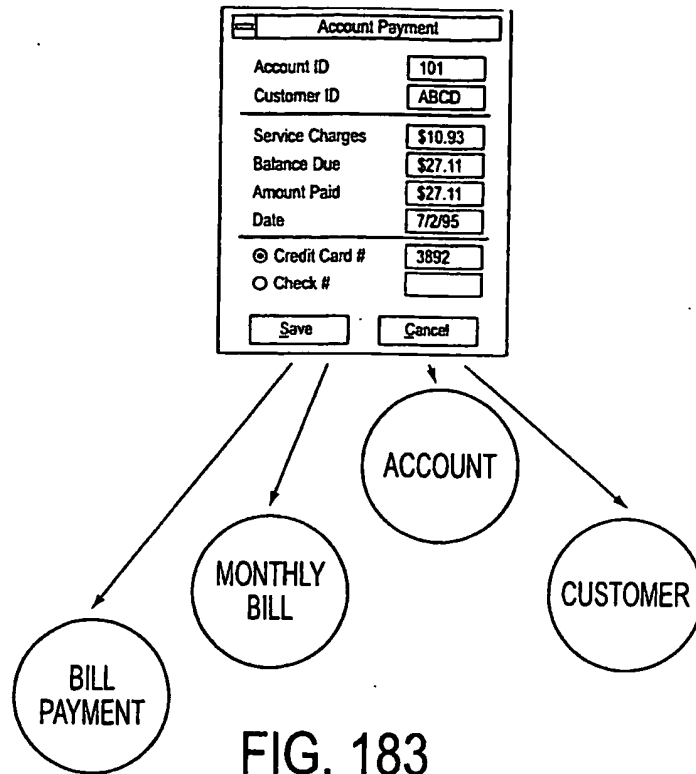 Account Payment
Account ID 101
Customer ID ABCD
Service Charges $10.93
Balance Due $27.11
Amount Paid $27.11
Date 7/2/95
Credit Card # 3892
Check #
Save Cancel
ACCOUNT
MONTHLY
BILL
CUSTOMER
BILL
PAYMENT
FIG. 183